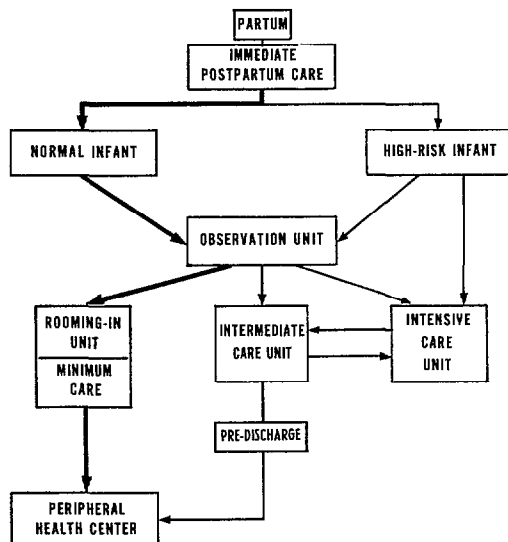 PARTUM
IMMEDIATE
POSTPARTUM CARE
NORMAL INFANT
HIGH-RISK INFANT
OBSERVATION UNIT
ROOMING-IN
UNIT
MINIMUM
CARE
INTERMEDIATE
CARE UNIT
INTENSIVE
CARE
UNIT
PRE-DISCHARGE
PERIPHERAL
HEALTH CENTER